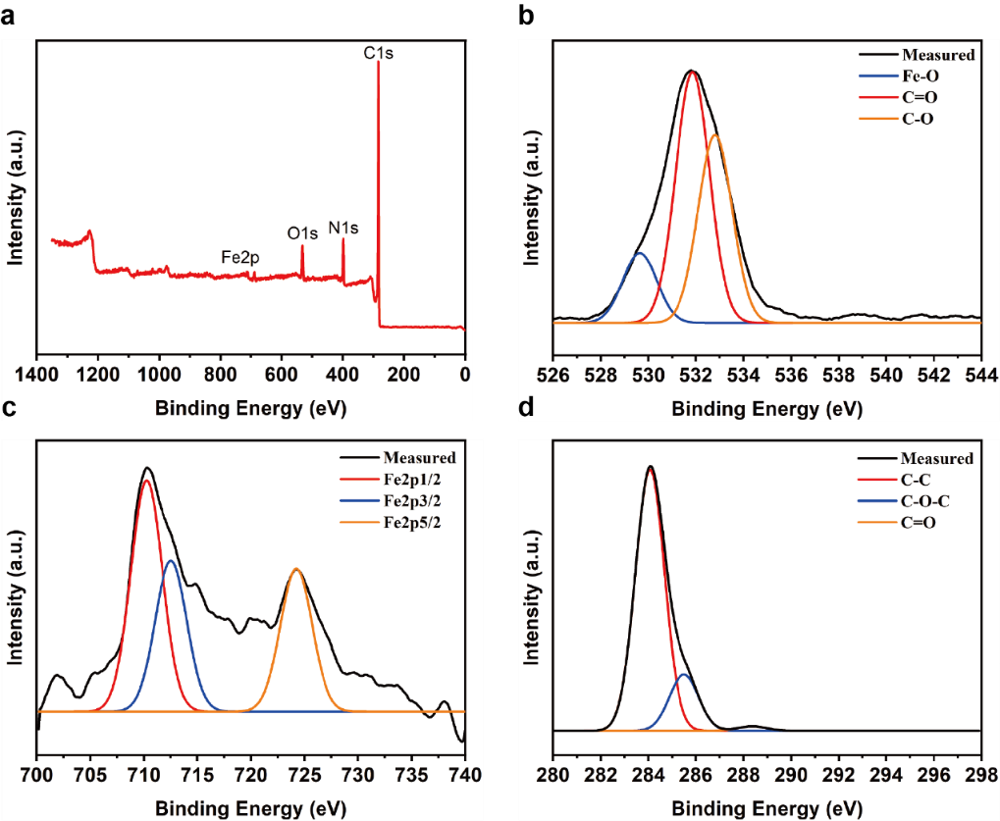 a
C1s
N1s
O1s
Fe2p
Intensity (a.u.)
1400 1200 1000 800 600 400 200 0
Binding Energy (eV)
b
Measured
Fe-O
C=O
C-O
Intensity (a.u.)
526 528 530 532 534 536 538 540 542 544
Binding Energy (eV)
c
Measured
Fe2p1/2
Fe2p3/2
Fe2p5/2
Intensity (a.u.)
700 705 710 715 720 725 730 735 740
Binding Energy (eV)
d
Measured
C-C
C-O-C
C=O
Intensity (a.u.)
280 282 284 286 288 290 292 294 296 298
Binding Energy (eV)